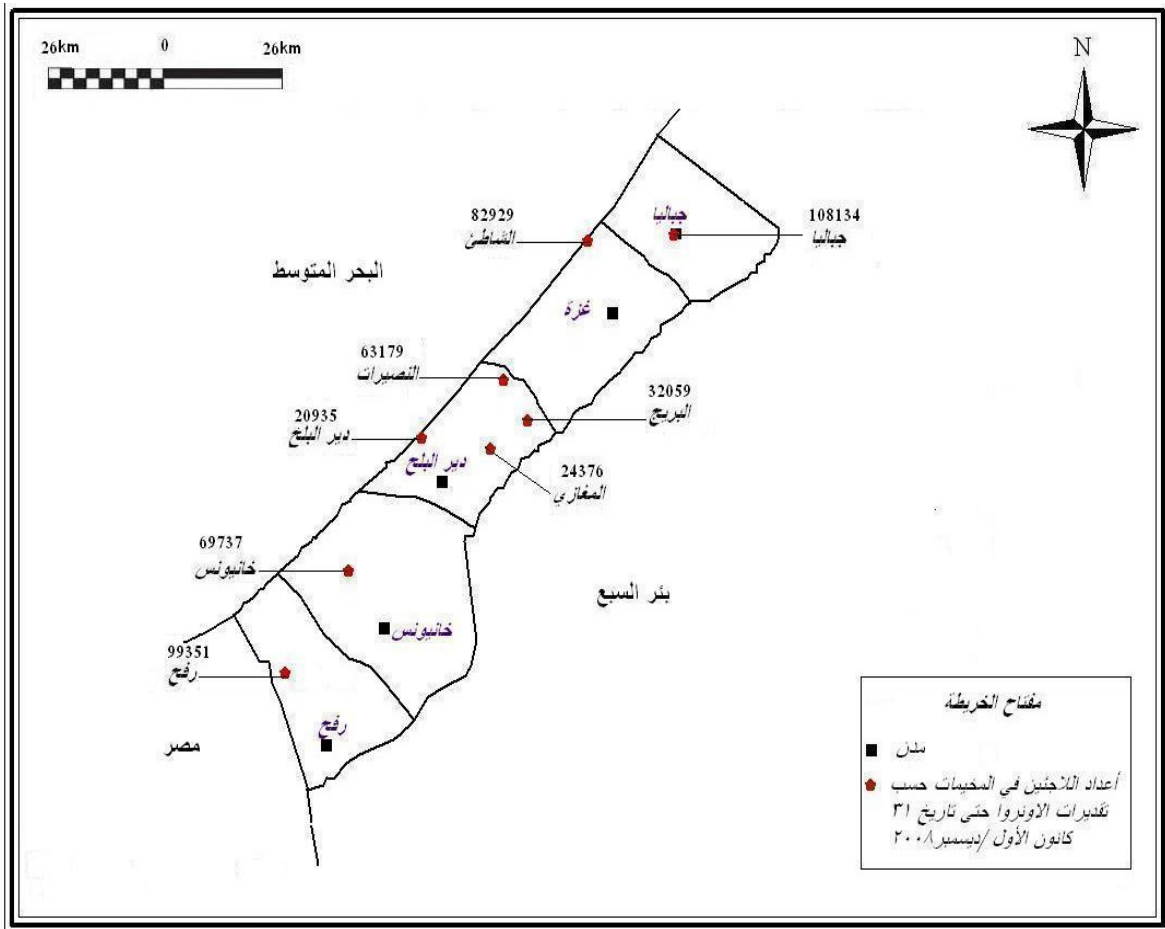 26km 0 26km
N
82929
الشاطئ
جباليا
108134
جباليا
البحر المتوسط
غزة
63179
النصيرات
32059
البريج
20935
دير البلح
دير البلح
24376
المغازي
69737
خانيونس
بئر السبع
خانيونس
99351
رفح
رفح
مصر
مفتاح الخريطة
مدن
أعداد اللاجئين في المخيمات حسب
تقديرات الاونروا حتى تاريخ ٣١
كانون الأول /ديسمبر٢٠٠٨